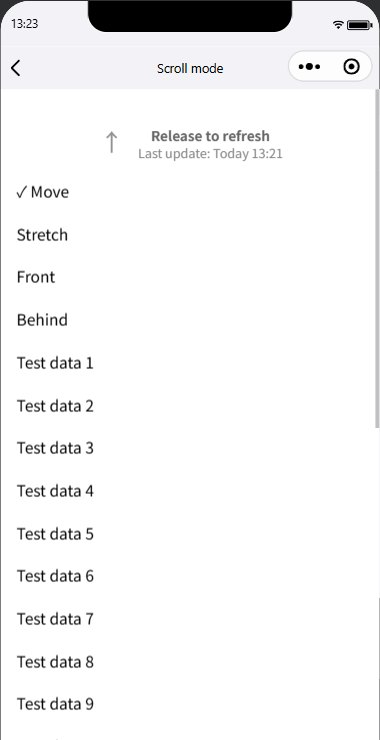 13:23
Scroll mode
Release to refresh
Last update: Today 13:21
✓ Move
Stretch
Front
Behind
Test data 1
Test data 2
Test data 3
Test data 4
Test data 5
Test data 6
Test data 7
Test data 8
Test data 9